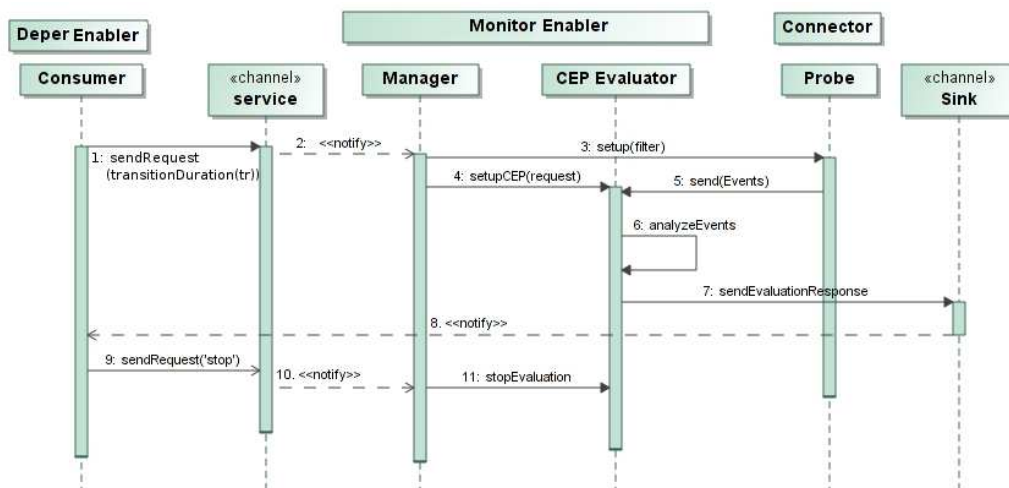 Deper Enabler
Monitor Enabler
Connector
Consumer
«channel»
service
Manager
CEP Evaluator
Probe
«channel»
Sink
1: sendRequest
(transitionDuration(tr))
2: <<notify>>
3: setup(filter)
4: setupCEP(request)
5: send(Events)
6: analyzeEvents
7: sendEvaluationResponse
8. <<notify>>
9: sendRequest('stop')
10. <<notify>>
11: stopEvaluation